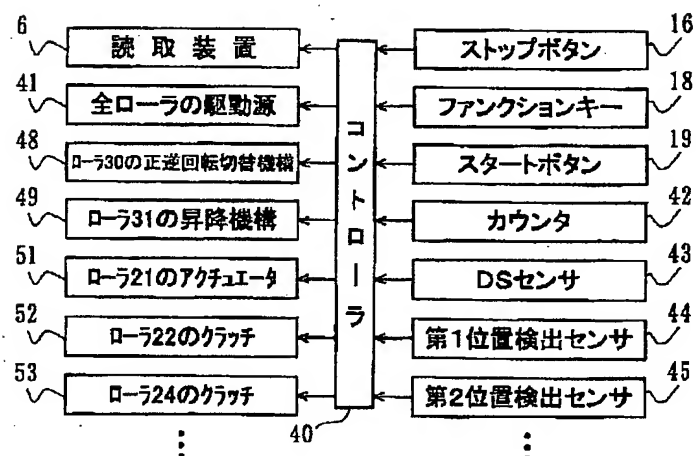 6
読取装置
41
全ローラの駆動源
48
ローラ30の正逆回転切替機構
49
ローラ31の昇降機構
51
ローラ21のアクチュエータ
52
ローラ22のクラッチ
53
ローラ24のクラッチ
コントローラ
40
16
ストップボタン
18
ファンクションキー
19
スタートボタン
42
カウンタ
43
DSセンサ
44
第1位置検出センサ
45
第2位置検出センサ